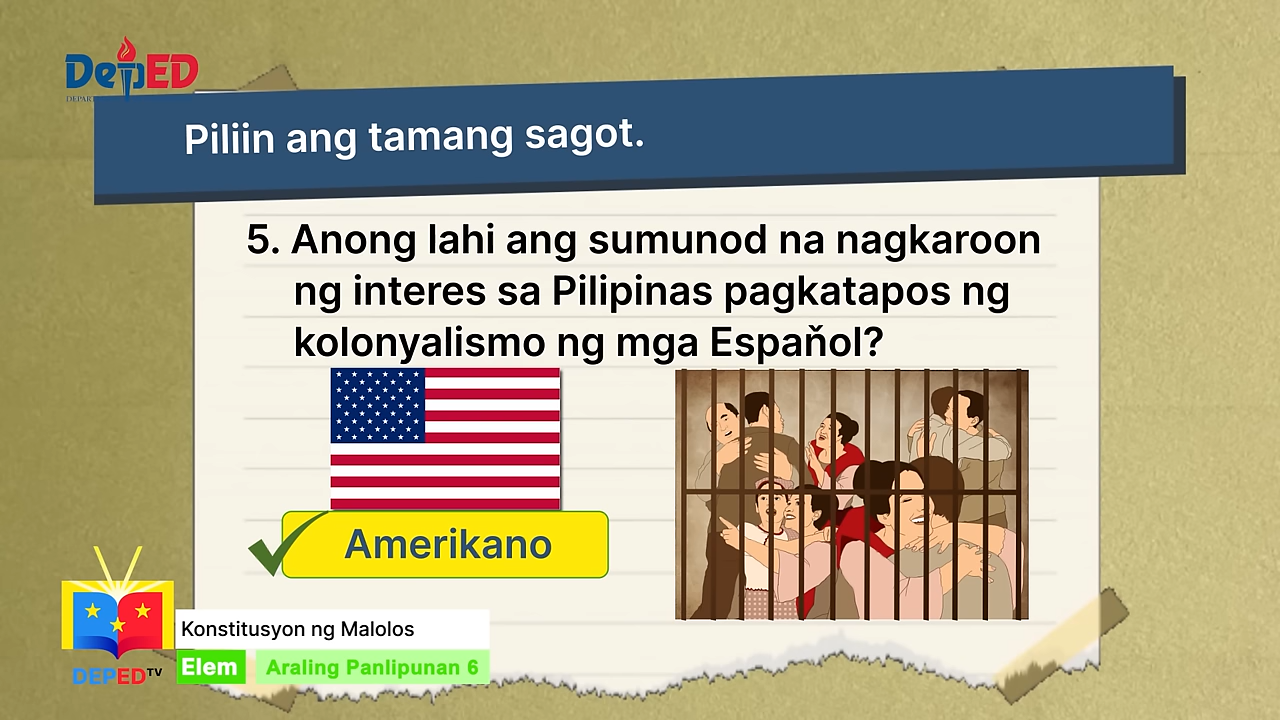 DepED
Piliin ang tamang sagot.
5. Anong lahi ang sumunod na nagkaroon
ng interes sa Pilipinas pagkatapos ng
kolonyalismo ng mga Espaňol?
Amerikano
Konstitusyon ng Malolos
DEPED TV
Elem Araling Panlipunan 6